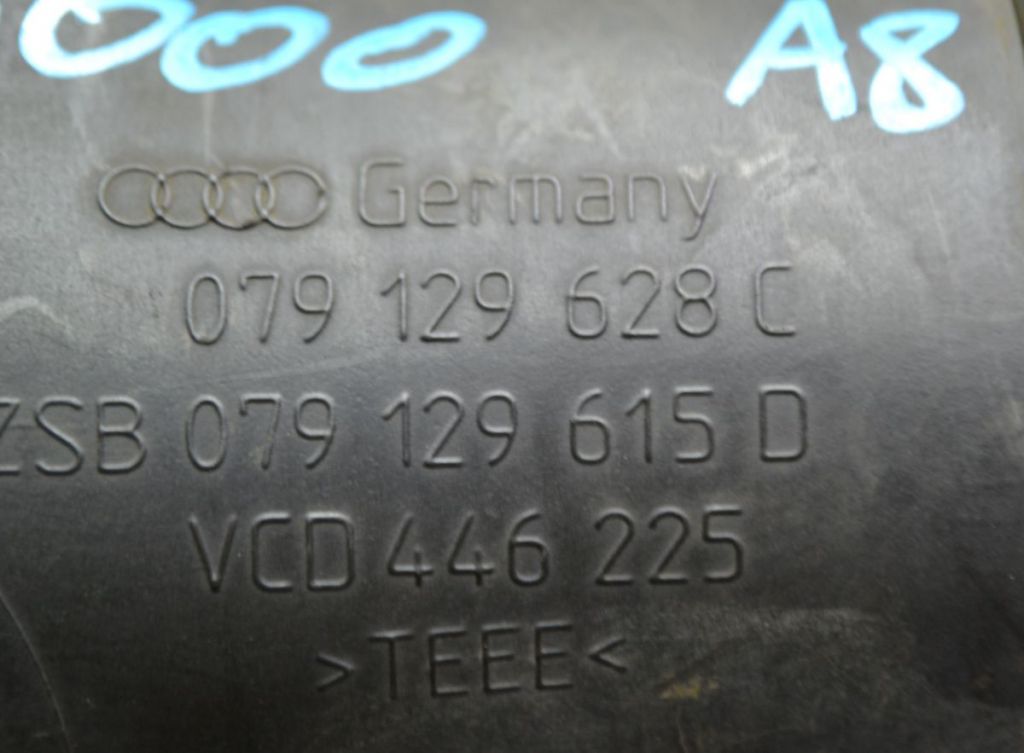 000 A8
Germany
079 129 628 C
ZSB 079 129 615 D
VCD 446 225
>TEEE<